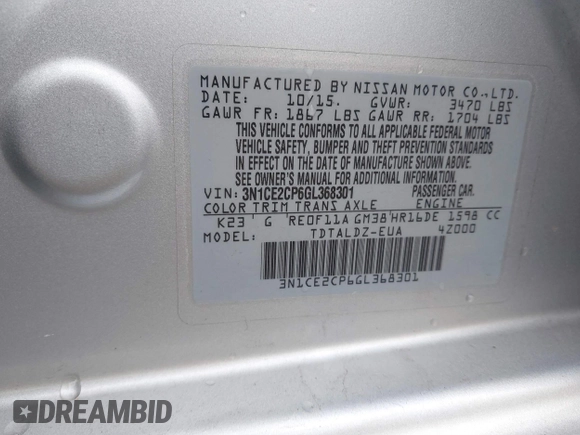 MANUFACTURED BY NISSAN MOTOR CO.,LTD.
DATE: 10/15. GVWR: 3470 LBS
GAWR FR: 1867 LBS GAWR RR: 1704 LBS
THIS VEHICLE CONFORMS TO ALL APPLICABLE FEDERAL MOTOR
VEHICLE SAFETY, BUMPER AND THEFT PREVENTION STANDARDS
IN EFFECT ON THE DATE OF MANUFACTURE SHOWN ABOVE.
SEE OWNER'S MANUAL FOR ADDITIONAL INFORMATION
VIN: 3N1CE2CP6GL368301 PASSENGER CAR.
COLOR TRIM TRANS AXLE ENGINE
K23 G RE0F11A GM38 HR16DE 1598 CC
TDTALDZ-EUA 4Z000
3N1CE2CP6GL368301
DREAMBID